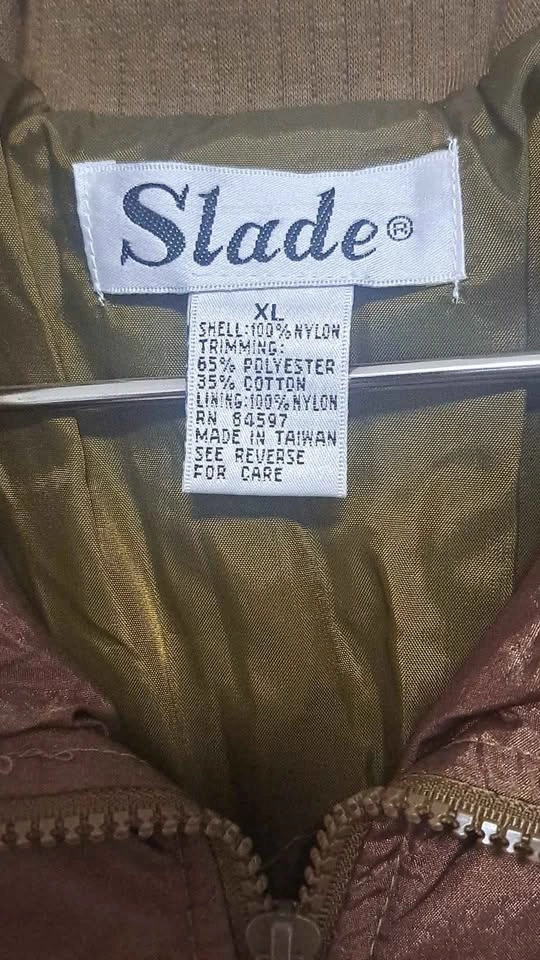 Slade®
XL
SHELL:100%NYLON
TRIMMING:
65% POLYESTER
35% COTTON
LINING:100%NYLON
RN 84597
MADE IN TAIWAN
SEE REVERSE
FOR CARE